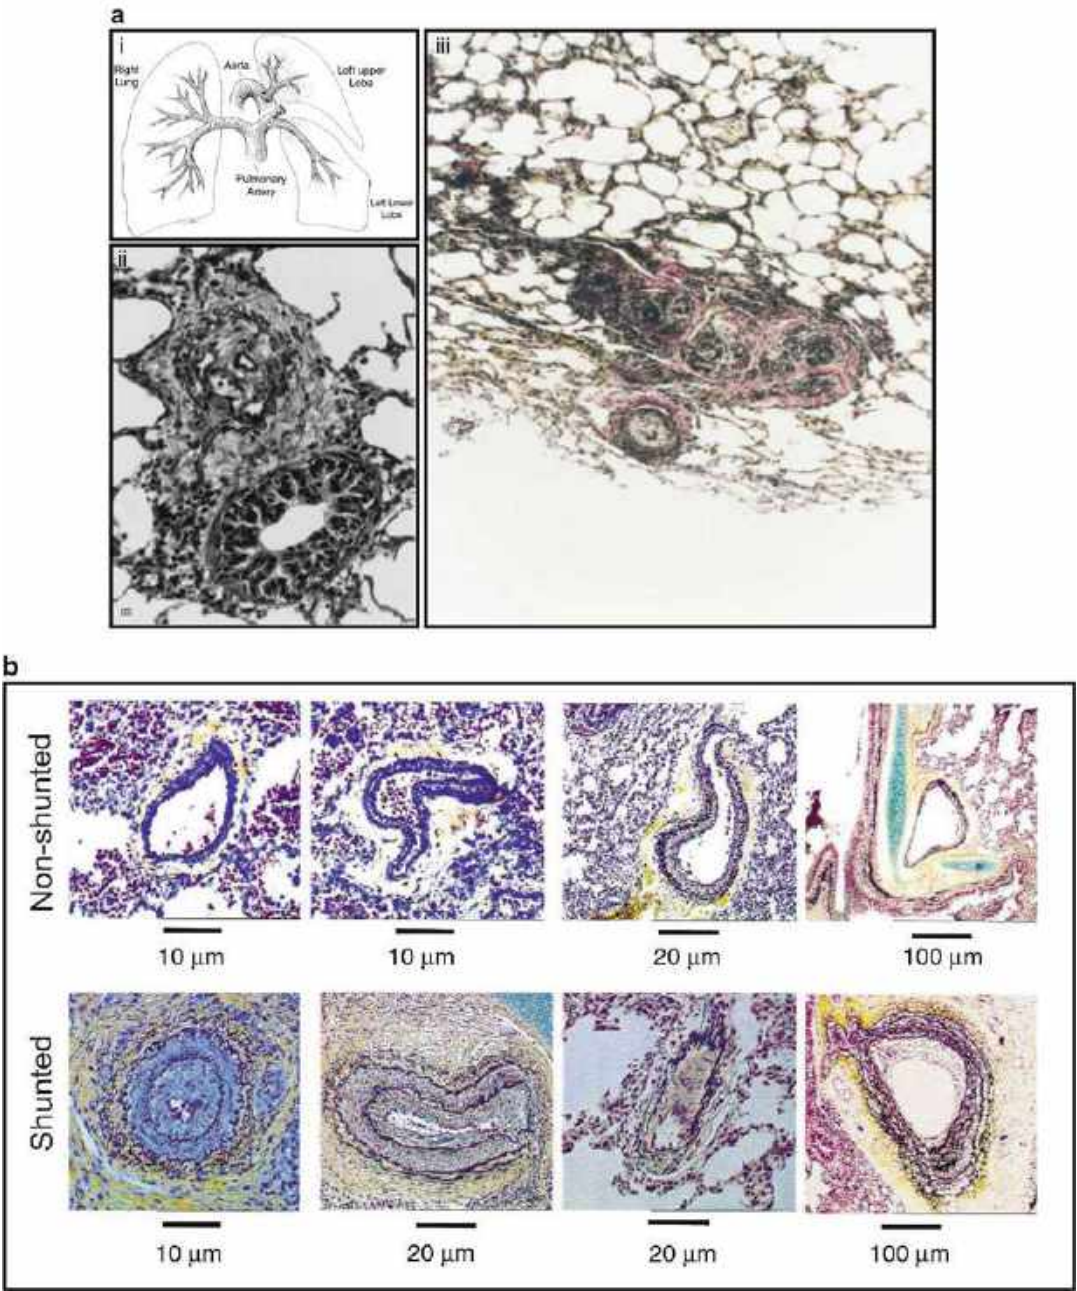 a
i
Right
Lung
Aorta
Left upper
Lobe
Pulmonary
Artery
Left Lower
Lobe
ii
iii
b
Non-shunted
10 µm
10 µm
20 µm
100 µm
Shunted
10 µm
20 µm
20 µm
100 µm